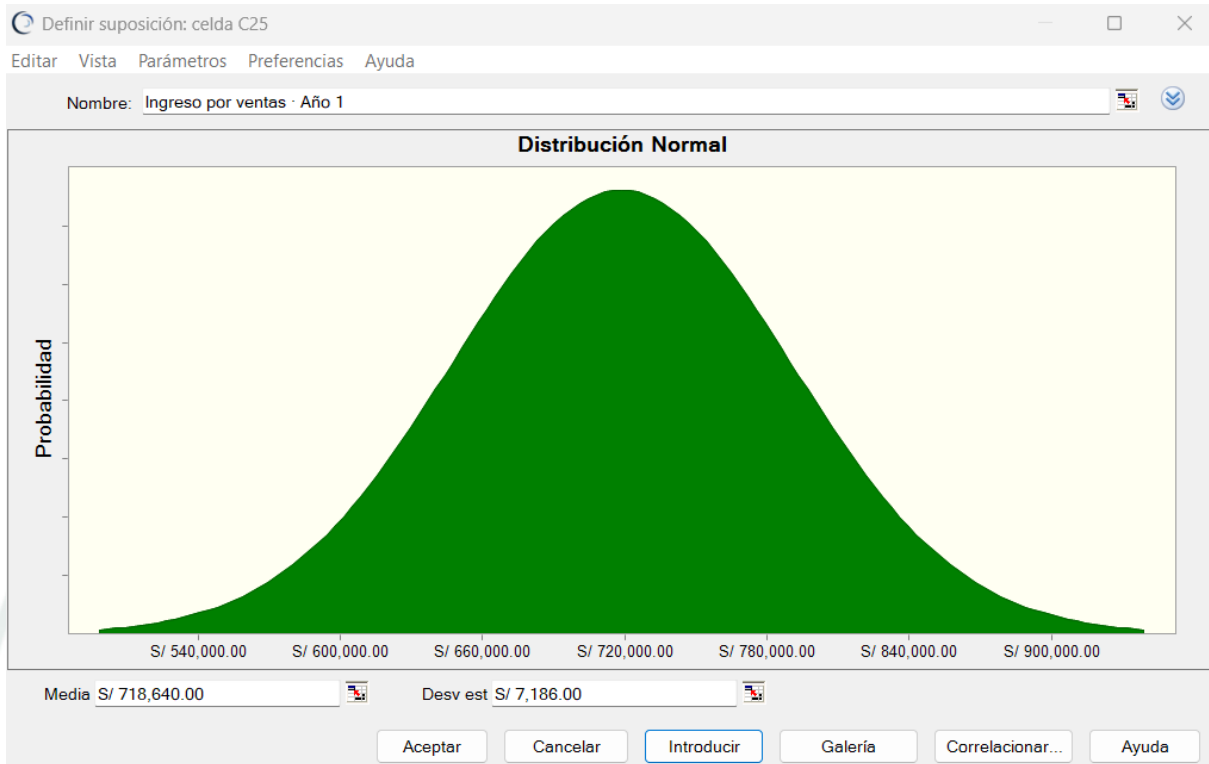 Definir suposición: celda C25
Editar Vista Parámetros Preferencias Ayuda
Nombre: Ingreso por ventas · Año 1
Distribución Normal
Probabilidad
S/ 540,000.00 S/ 600,000.00 S/ 660,000.00 S/ 720,000.00 S/ 780,000.00 S/ 840,000.00 S/ 900,000.00
Media S/ 718,640.00 Desv est S/ 7,186.00
Aceptar Cancelar Introducir Galería Correlacionar... Ayuda